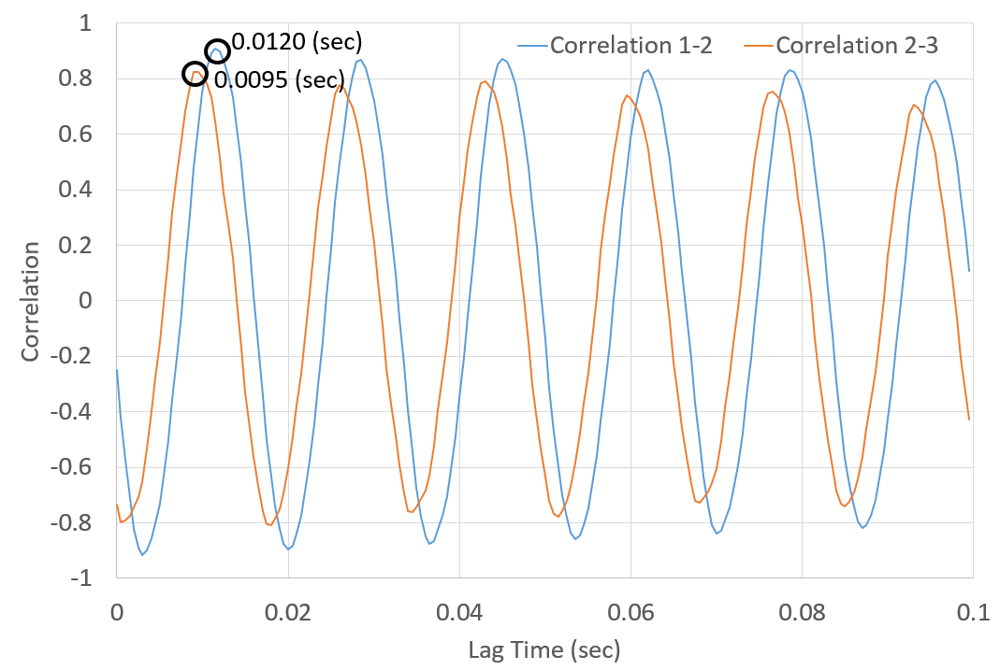 1
0.0120 (sec)
Correlation 1-2
Correlation 2-3
0.0095 (sec)
0.8
0.6
0.4
0.2
0
-0.2
-0.4
-0.6
-0.8
-1
Correlation
0
0.02
0.04
0.06
0.08
0.1
Lag Time (sec)